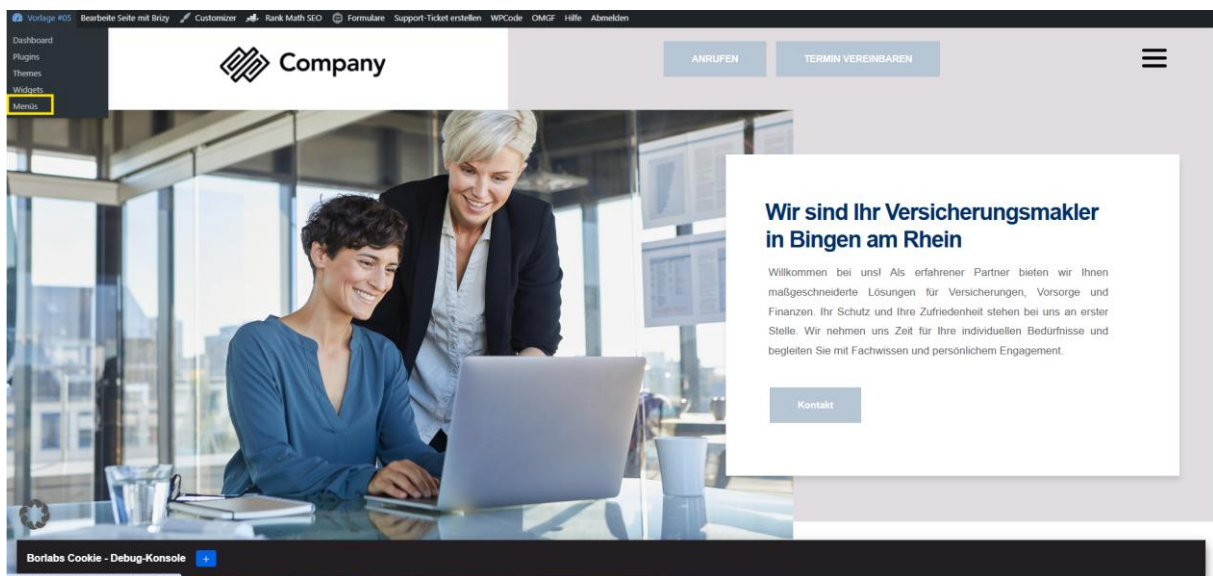 Vorlage #05 Bearbeite Seite mit Brizy Customizer Rank Math SEO Formulare Support-Ticket erstellen WPCode OMGF Hilfe Abmelden
Dashboard
Plugins
Themes
Widgets
Menüs
Company
ANRUFEN
TERMIN VEREINBAREN
Wir sind Ihr Versicherungsmakler
in Bingen am Rhein
Willkommen bei uns! Als erfahrener Partner bieten wir Ihnen
maßgeschneiderte Lösungen für Versicherungen, Vorsorge und
Finanzen. Ihr Schutz und Ihre Zufriedenheit stehen bei uns an erster
Stelle. Wir nehmen uns Zeit für Ihre individuellen Bedürfnisse und
begleiten Sie mit Fachwissen und persönlichem Engagement.
Kontakt
Borlabs Cookie - Debug-Konsole +